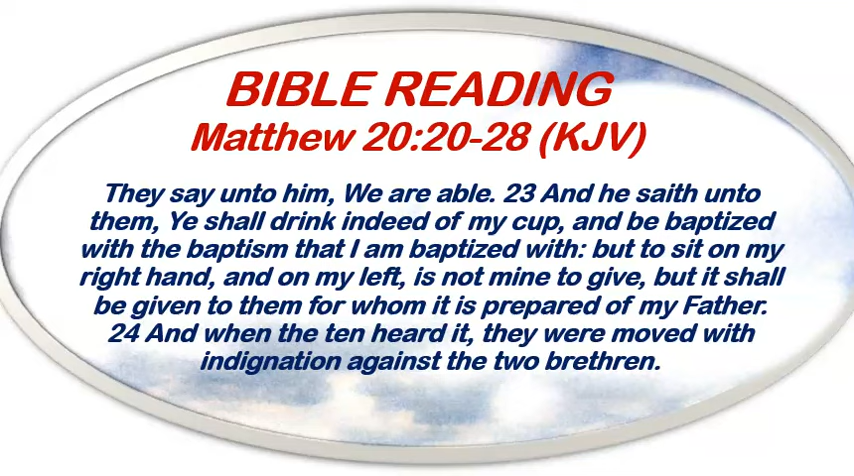 BIBLE READING
Matthew 20:20-28 (KJV)
They say unto him, We are able. 23 And he saith unto
them, Ye shall drink indeed of my cup, and be baptized
with the baptism that I am baptized with: but to sit on my
right hand, and on my left, is not mine to give, but it shall
be given to them for whom it is prepared of my Father.
24 And when the ten heard it, they were moved with
indignation against the two brethren.